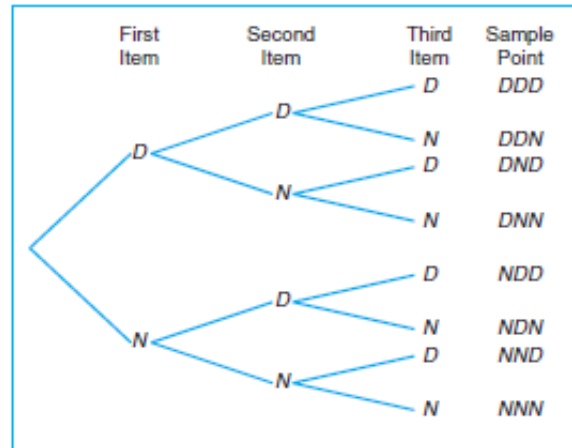 First Second Third Sample
Item Item Item Point
D DDD
D
N DDN
D D DND
N
N DNN
D NDD
D
N NDN
N D NND
N
N NNN